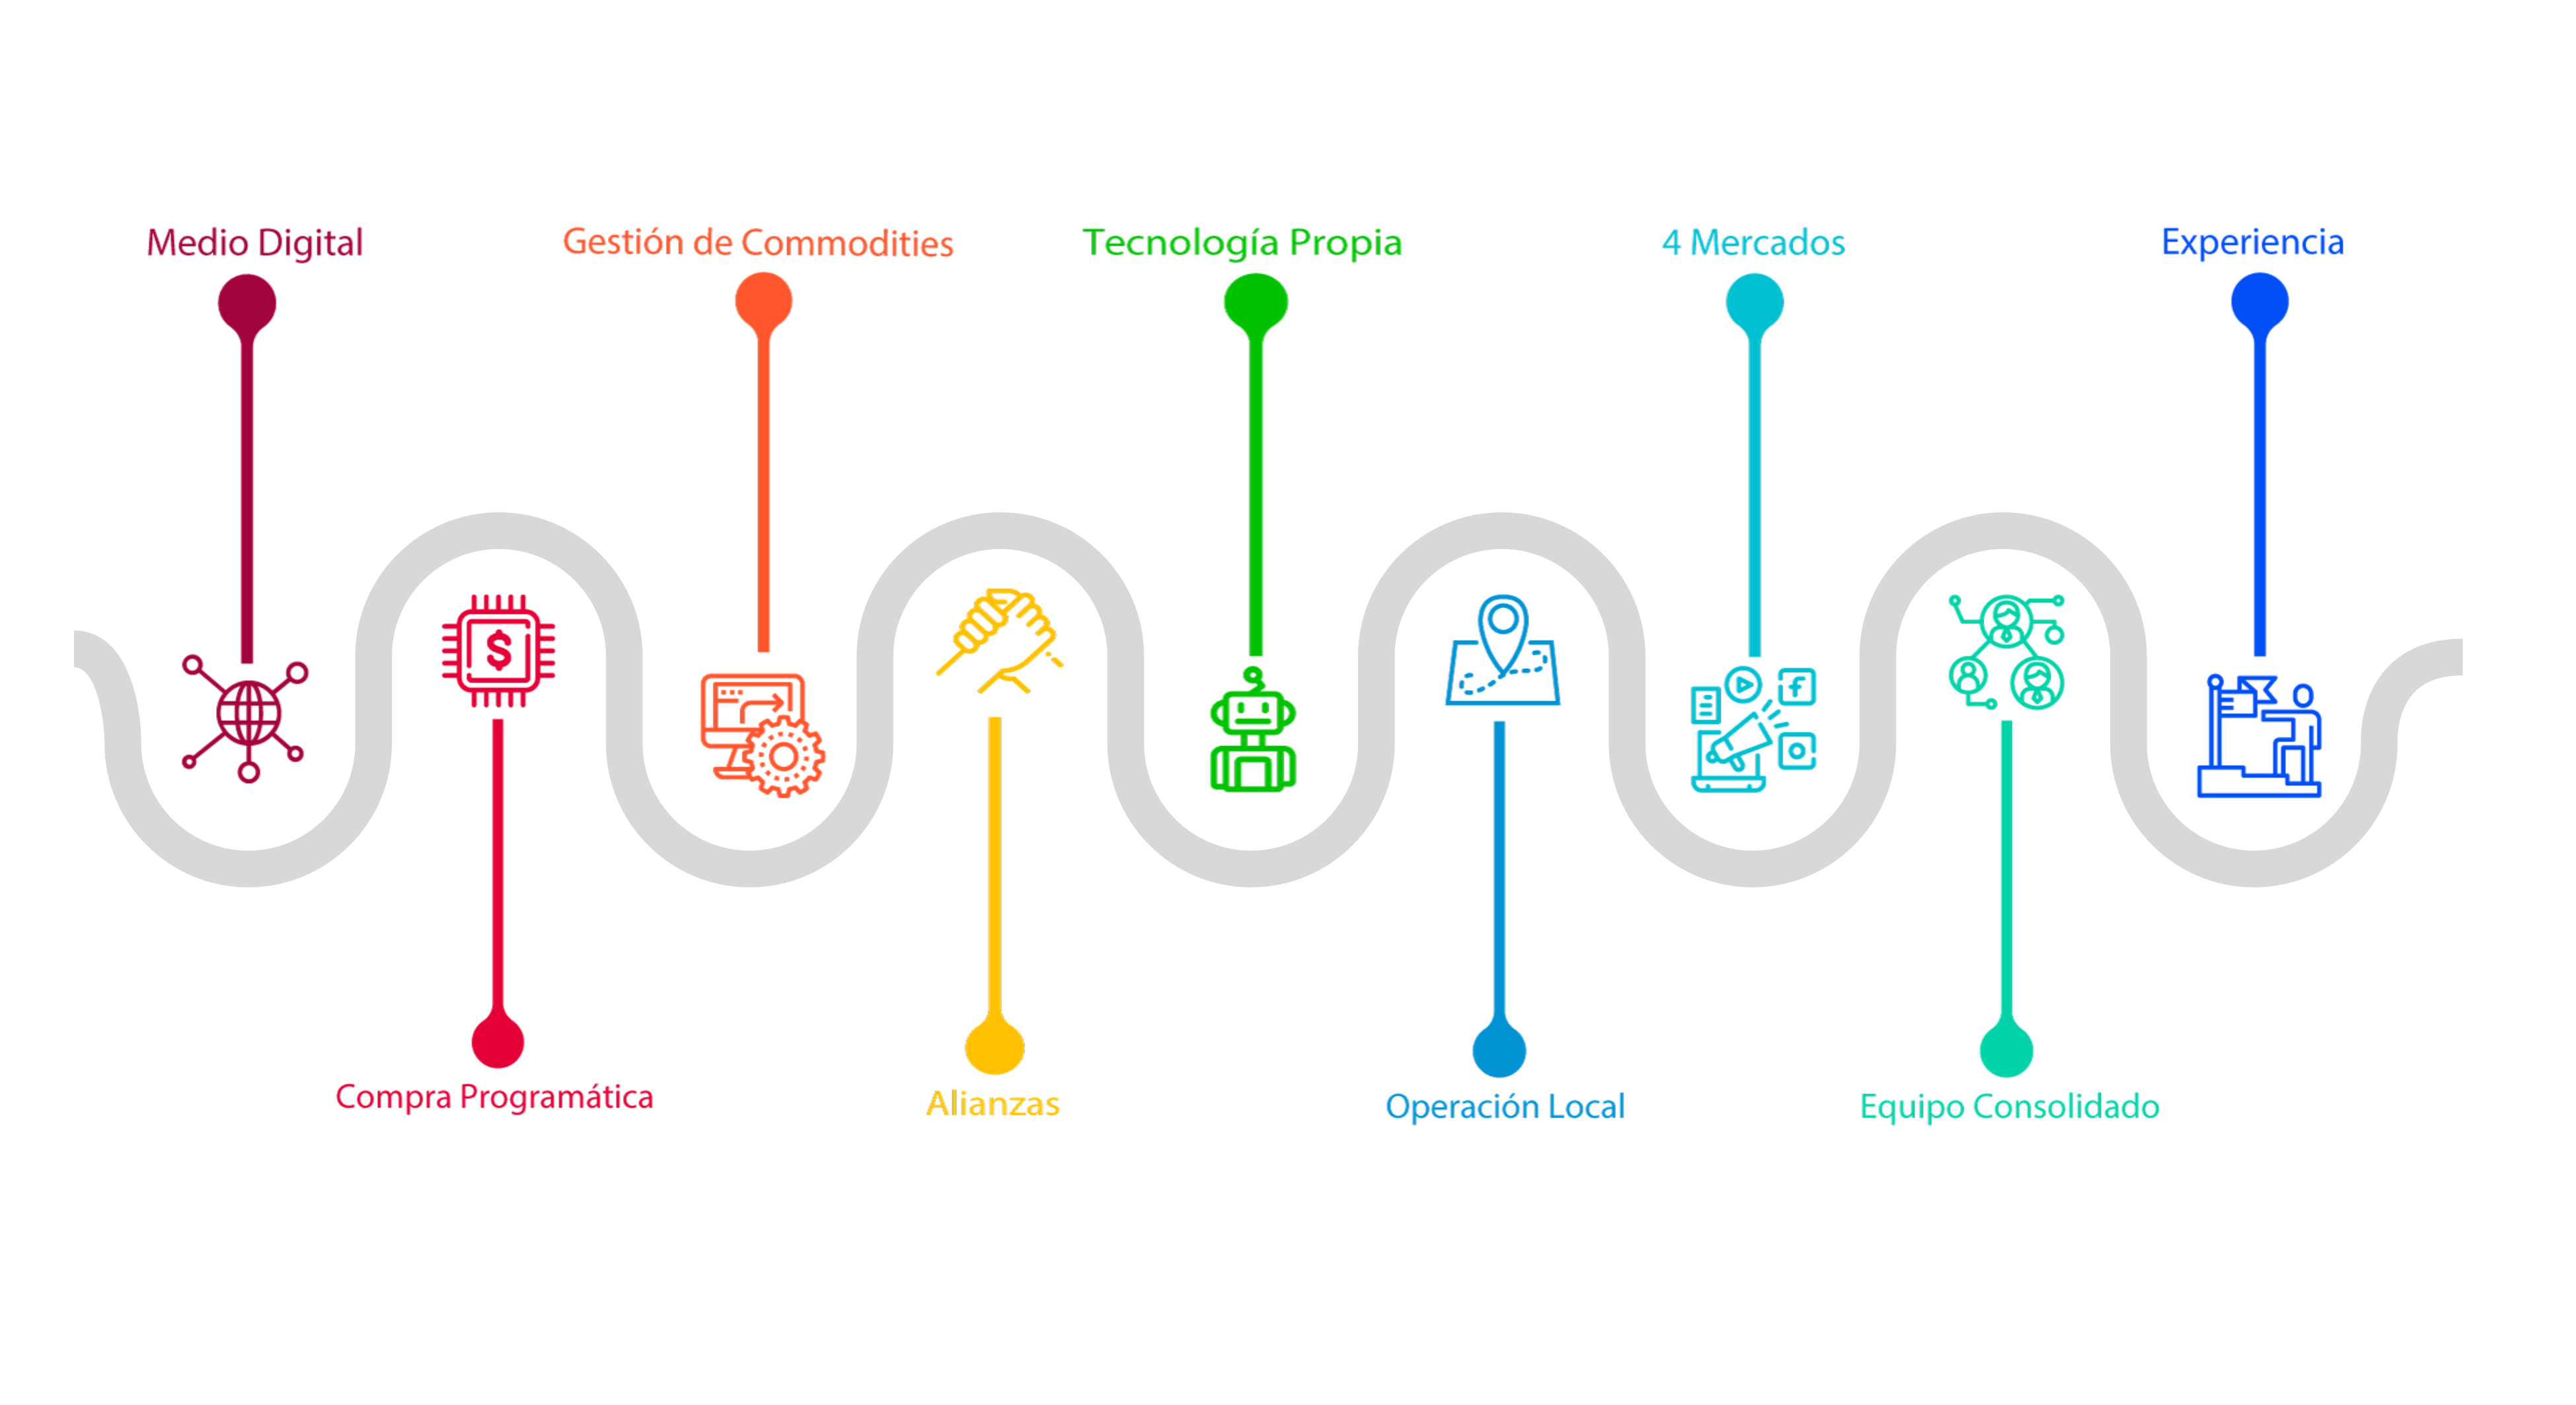 Medio Digital
Gestión de Commodities
Tecnología Propia
4 Mercados
Experiencia
$
f
Compra Programática
Alianzas
Operación Local
Equipo Consolidado